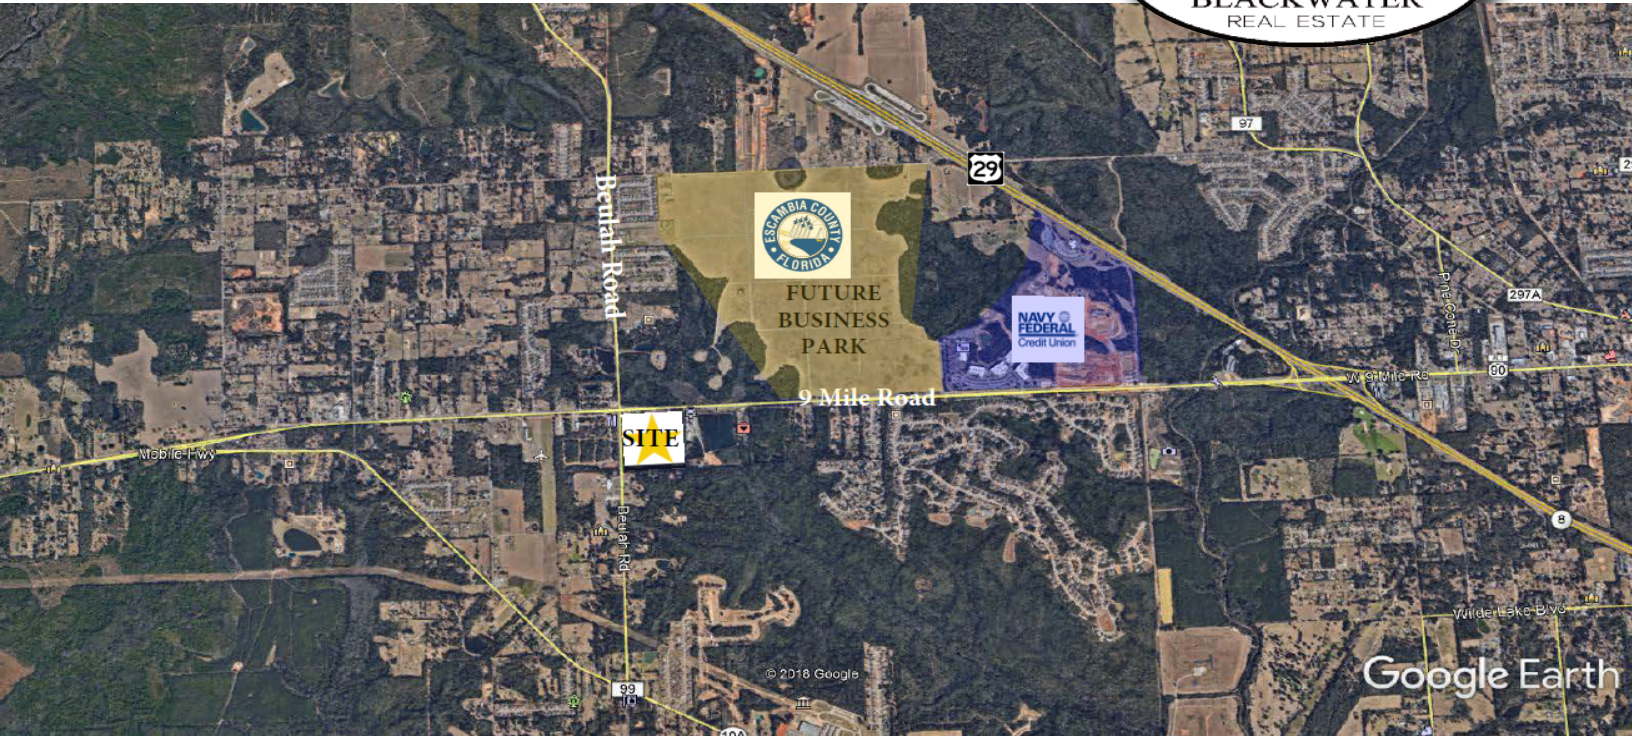 BLACKWATER
REAL ESTATE
97
29
Beulah Road
ESCAMBIA COUNTY
FLORIDA
FUTURE
BUSINESS
PARK
NAVY
FEDERAL
Credit Union
297A
Pine Cone Dr
90
W 9 Mile Rd
9 Mile Road
SITE
Mobile Hwy
8
Beulah Rd
Wilde Lake Blvd
© 2018 Google
Google Earth
99